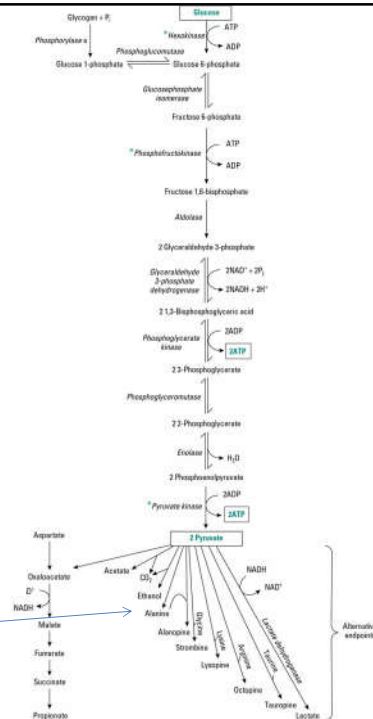 Glucose
Glycogen + Pi
ATP
*Hexokinase
ADP
Phosphorylase a
Phosphoglucomutase
Glucose 1-phosphate
Glucose 6-phosphate
Glucosephosphate
isomerase
Fructose 6-phosphate
ATP
*Phosphofructokinase
ADP
Fructose 1,6-bisphosphate
Aldolase
2 Glyceraldehyde 3-phosphate
Glyceraldehyde
3-phosphate
dehydrogenase
2NAD⁺ + 2Pi
2NADH + 2H⁺
2 1,3-Bisphosphoglyceric acid
Phosphoglycerate
kinase
2ADP
2ATP
2 3-Phosphoglycerate
Phosphoglyceromutase
2 2-Phosphoglycerate
Enolase
H₂O
2 Phosphoenolpyruvate
*Pyruvate kinase
2ADP
2ATP
Aspartate
2 Pyruvate
Oxaloacetate
Acetate
CO₂
Ethanol
Alanine
NADH
NAD⁺
NADH
Malate
Fumarate
Succinate
Propionate
Alanopine
Glycine
Strombine
Lysine
Lysopine
Arginine
Octopine
Taurine
Tauropine
Lactate dehydrogenase
Lactate
Alternative
endpoints